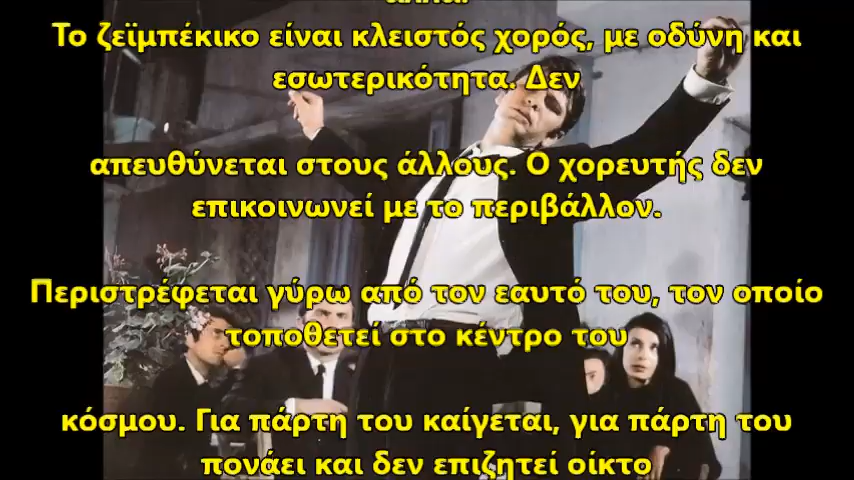 Το ζεϊμπέκικο είναι κλειστός χορός, με οδύνη και
εσωτερικότητα. Δεν
απευθύνεται στους άλλους. Ο χορευτής δεν
επικοινωνεί με το περιβάλλον.
Περιστρέφεται γύρω από τον εαυτό του, τον οποίο
τοποθετεί στο κέντρο του
κόσμου. Για πάρτη του καίγεται, για πάρτη του
πονάει και δεν επιζητεί οίκτο